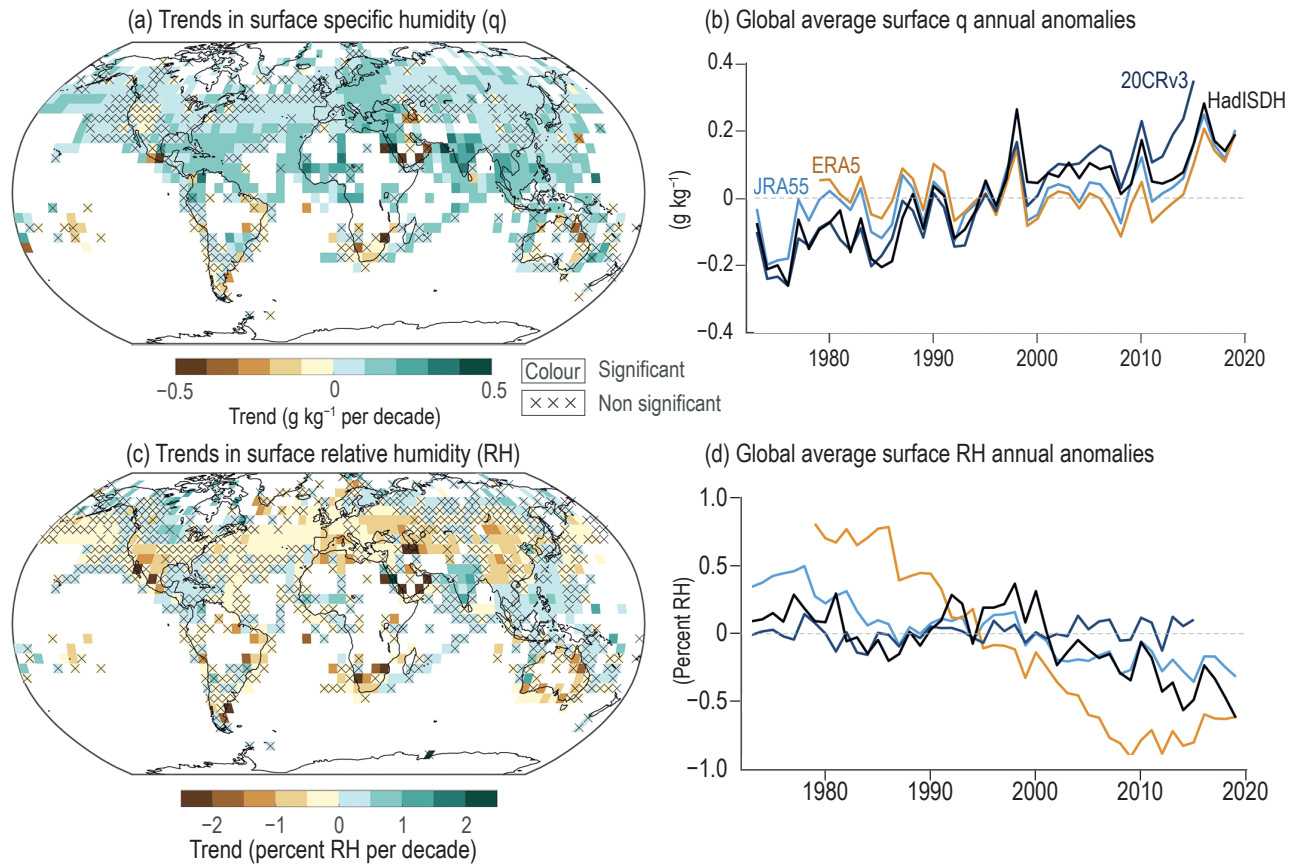 (a) Trends in surface specific humidity (q)
−0.5
0
0.5
Trend (g kg⁻¹ per decade)
Colour Significant
××× Non significant
(b) Global average surface q annual anomalies
(g kg⁻¹)
0.4
0.2
0
−0.2
−0.4
1980
1990
2000
2010
2020
20CRv3
HadISDH
ERA5
JRA55
(c) Trends in surface relative humidity (RH)
−2
−1
0
1
2
Trend (percent RH per decade)
(d) Global average surface RH annual anomalies
(Percent RH)
1.0
0.5
0
−0.5
−1.0
1980
1990
2000
2010
2020